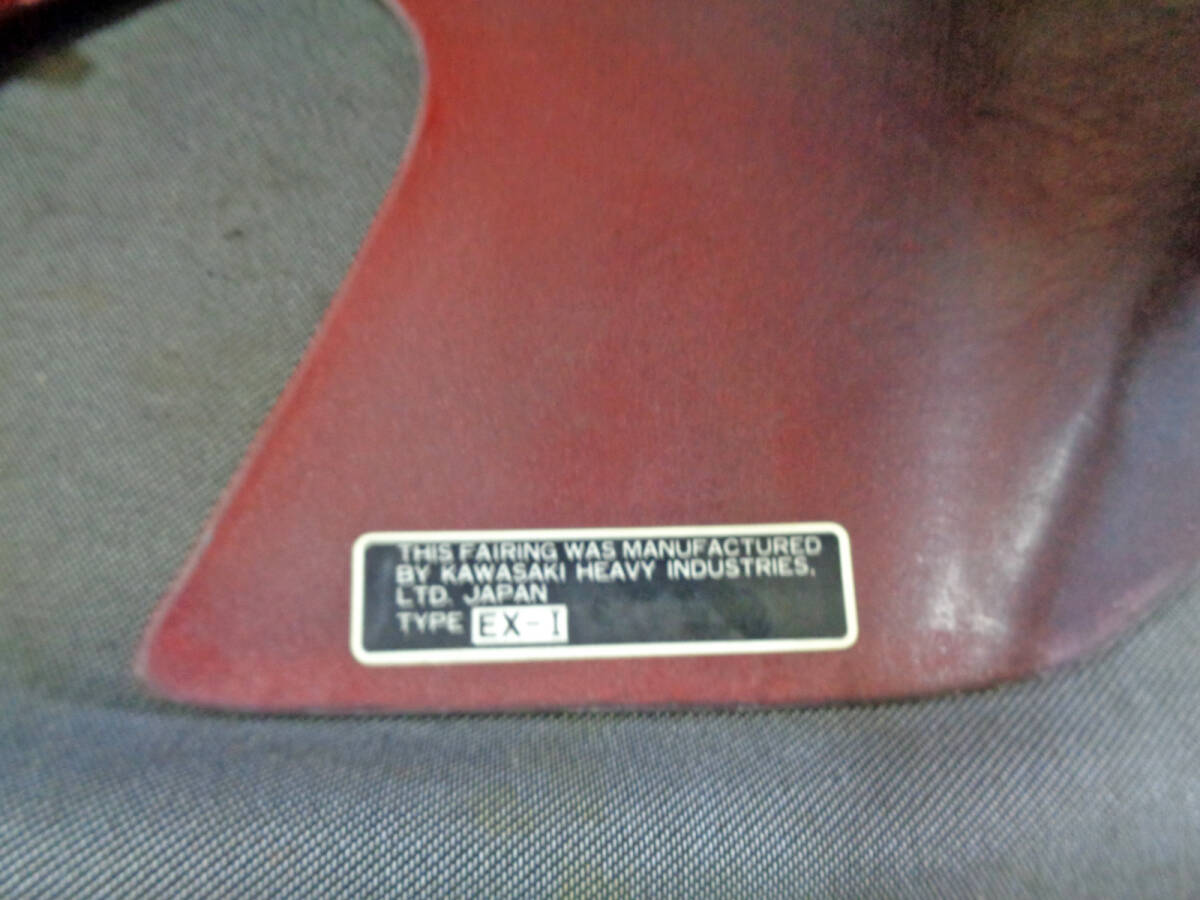 THIS FAIRING WAS MANUFACTURED
BY KAWASAKI HEAVY INDUSTRIES,
LTD. JAPAN
TYPE EX-I